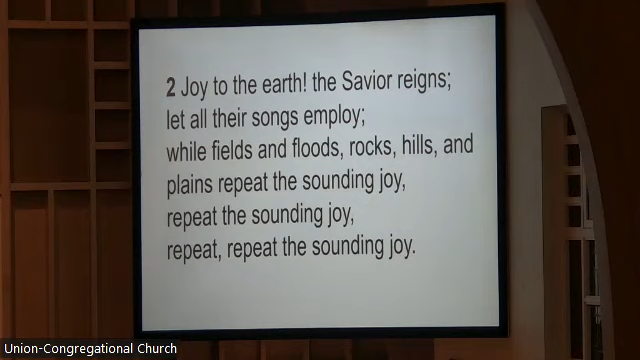 2 Joy to the earth! the Savior reigns;
let all their songs employ;
while fields and floods, rocks, hills, and
plains repeat the sounding joy,
repeat the sounding joy,
repeat, repeat the sounding joy.
Union-Congregational Church